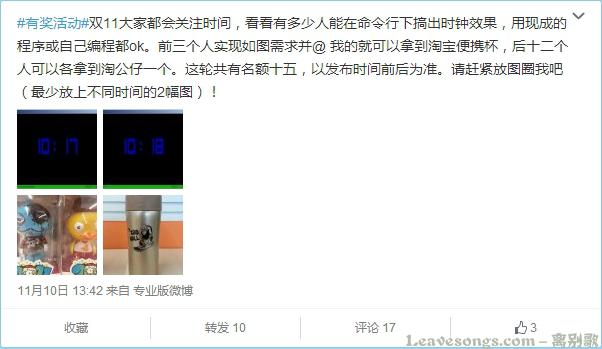 #有奖活动#双11大家都会关注时间，看看有多少人能在命令行下搞出时钟效果，用现成的
程序或自己编程都ok。前三个人实现如图需求并@ 我的就可以拿到淘宝便携杯，后十二个
人可以各拿到淘公仔一个。这轮共有名额十五，以发布时间前后为准。请赶紧放图圈我吧
（最少放上不同时间的2幅图）！
10:17 10:18
11月10日 13:42 来自 专业版微博
收藏 转发 10 评论 17 3
Leavesongs.com – 离别歌